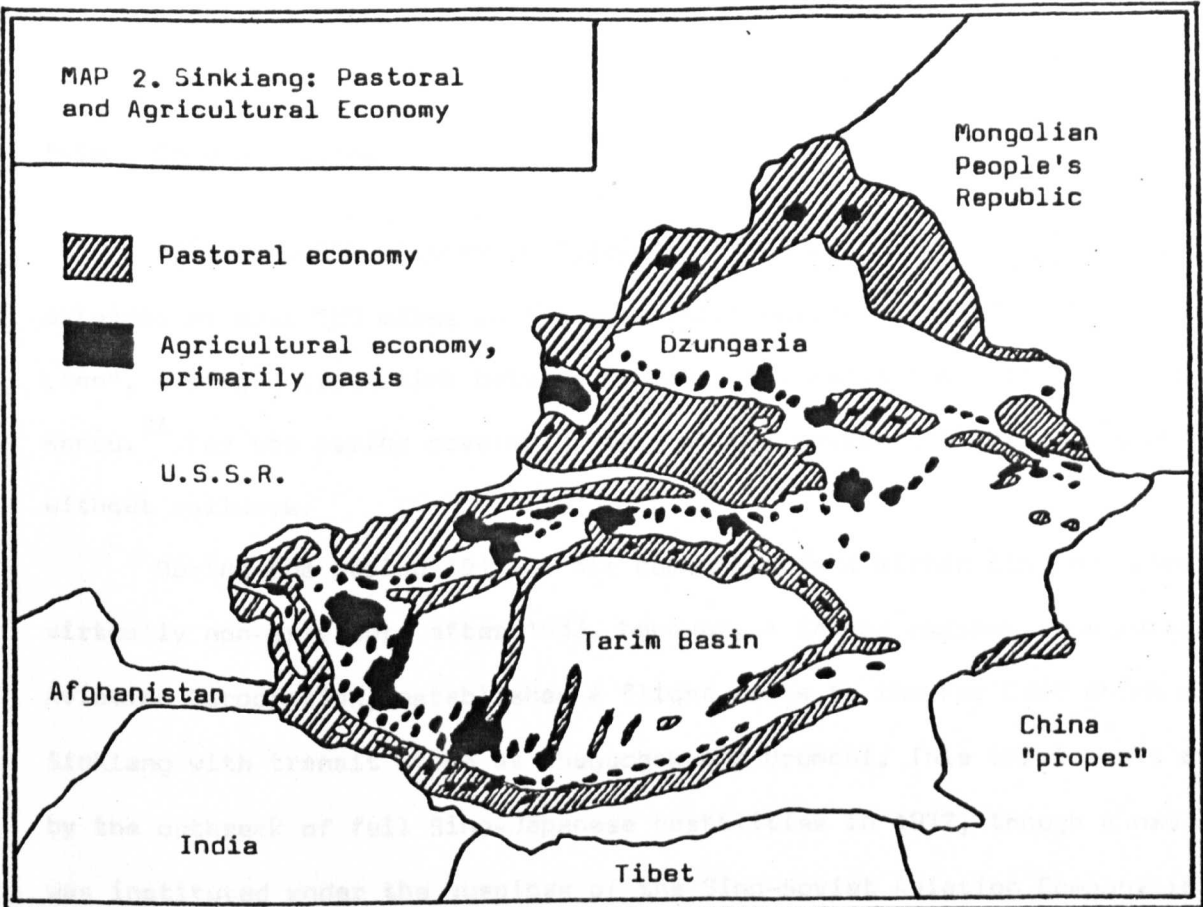 MAP 2. Sinkiang: Pastoral
and Agricultural Economy
Mongolian
People's
Republic
Pastoral economy
Agricultural economy,
primarily oasis
Dzungaria
U.S.S.R.
Tarim Basin
Afghanistan
China
"proper"
India
Tibet